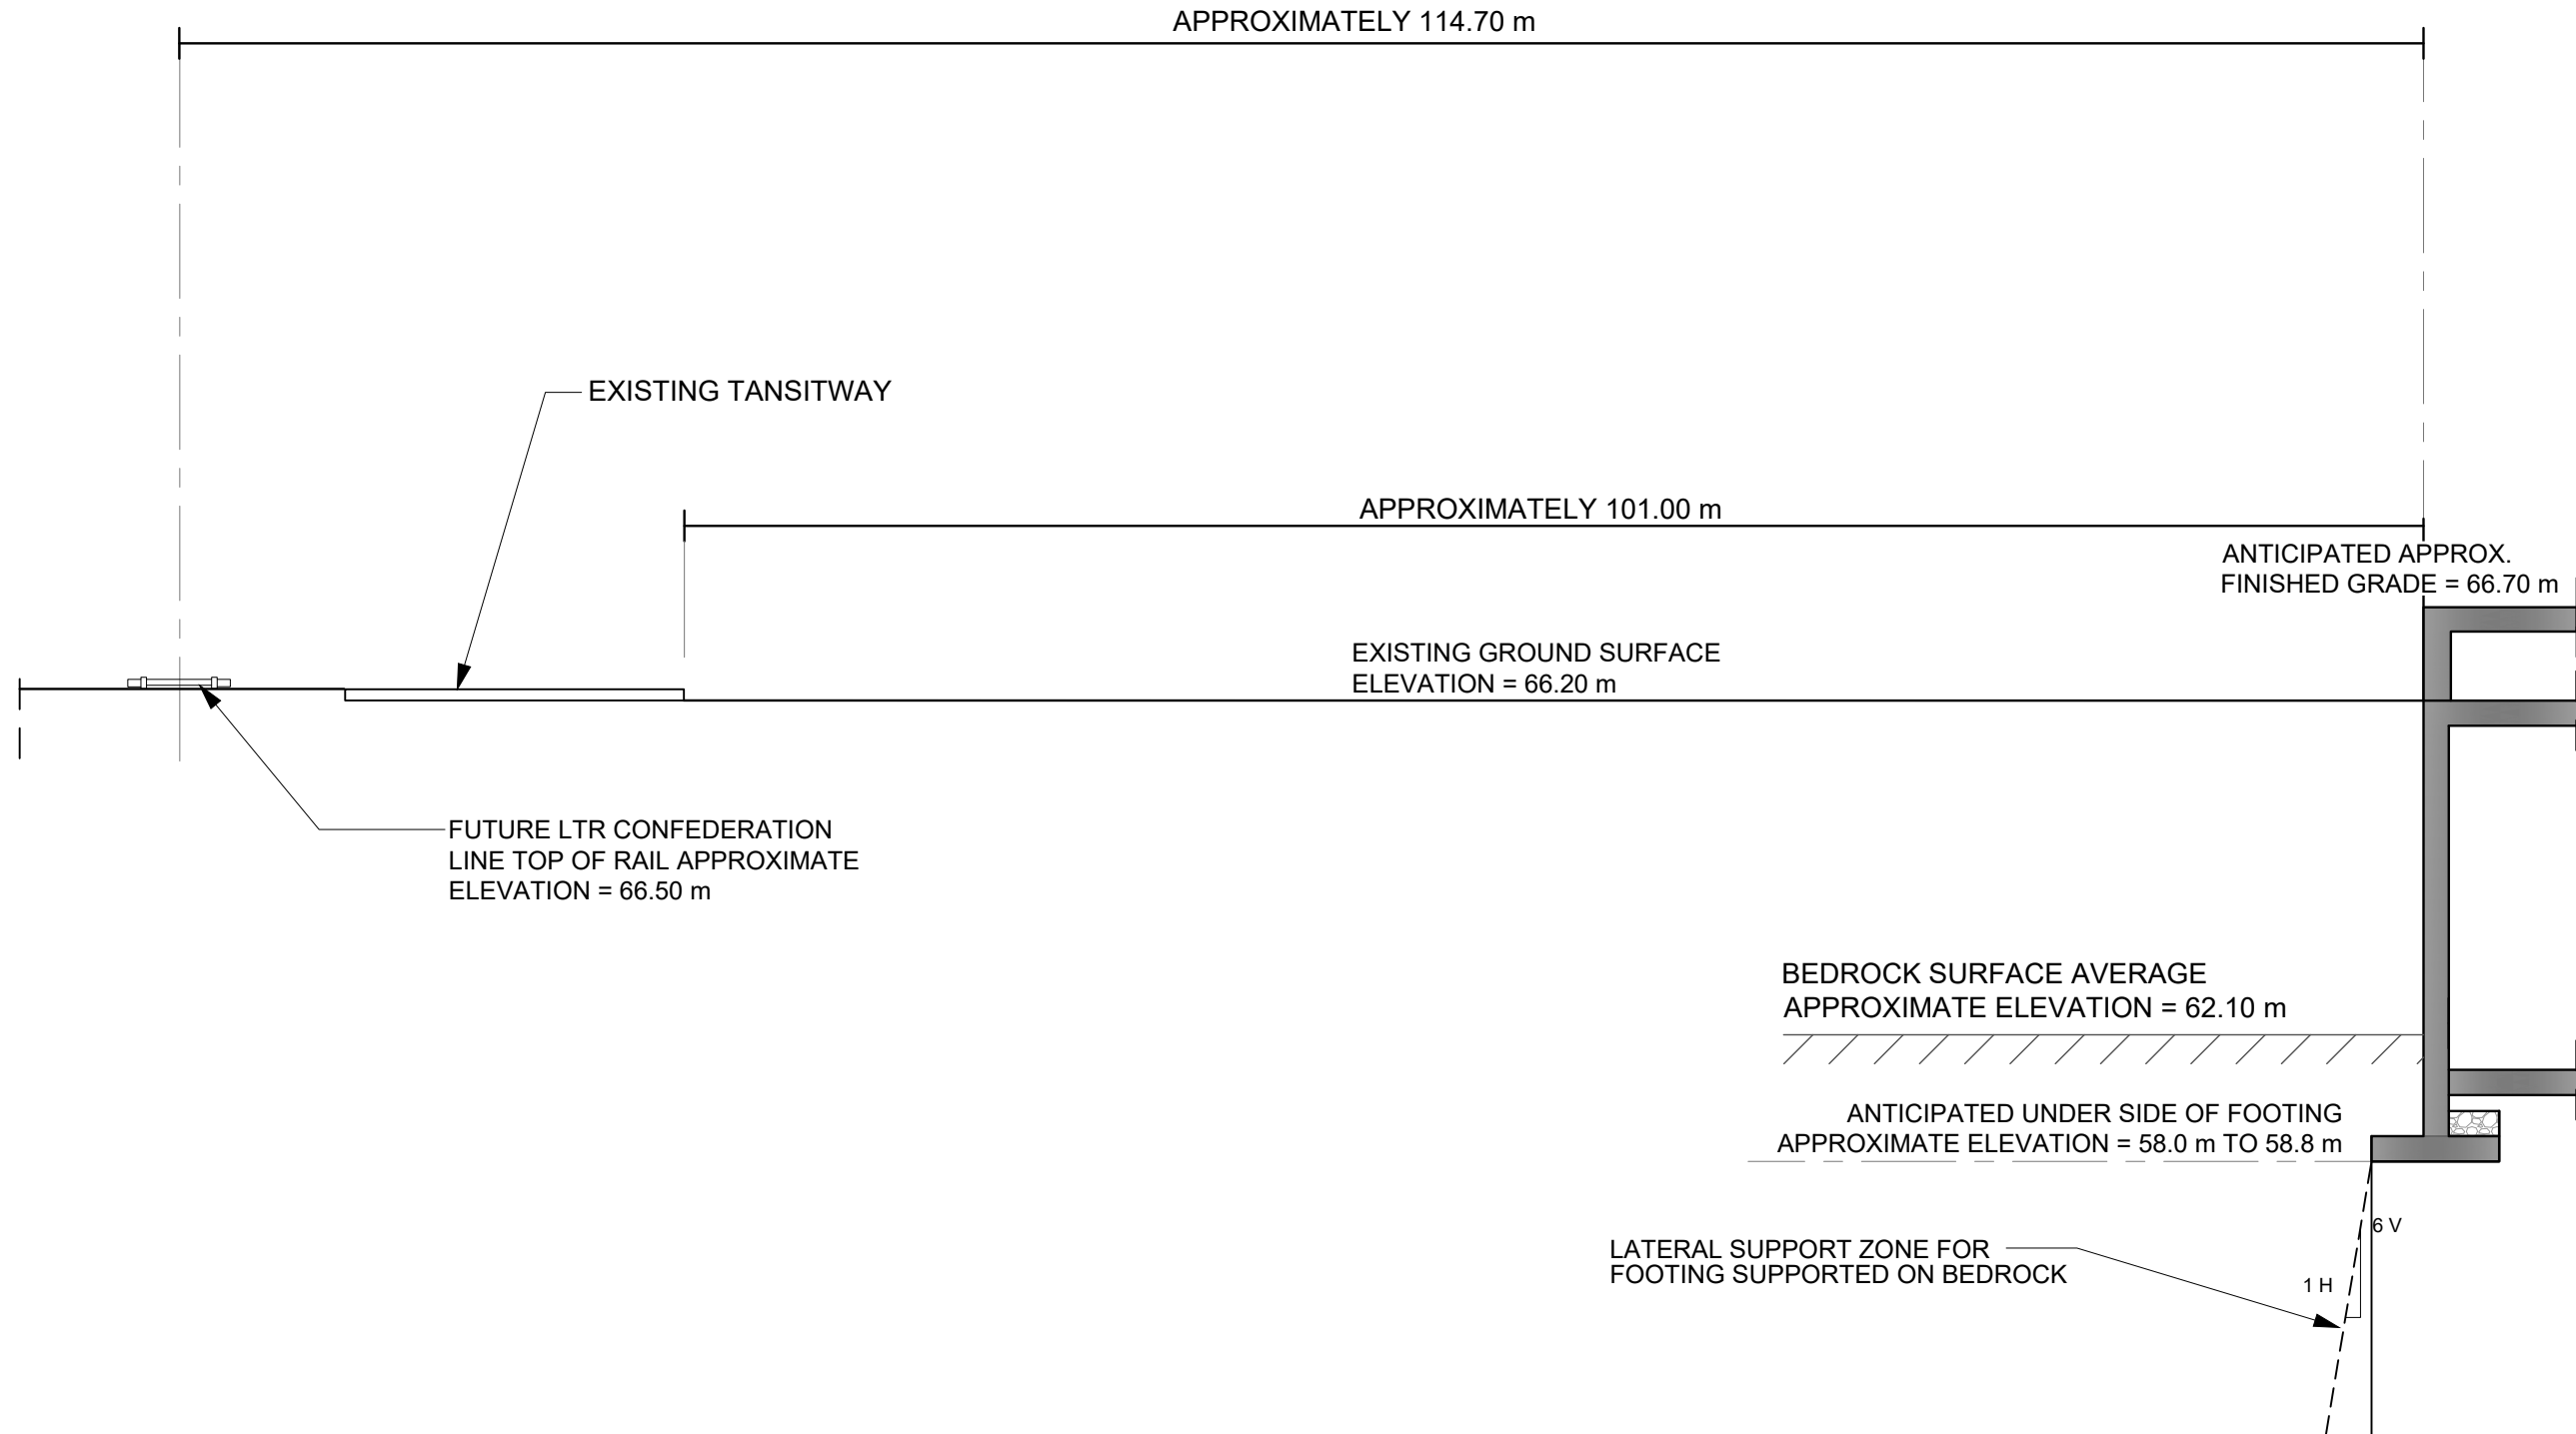 APPROXIMATELY 114.70 m
EXISTING TANSITWAY
APPROXIMATELY 101.00 m
ANTICIPATED APPROX.
FINISHED GRADE = 66.70 m
EXISTING GROUND SURFACE
ELEVATION = 66.20 m
FUTURE LTR CONFEDERATION
LINE TOP OF RAIL APPROXIMATE
ELEVATION = 66.50 m
BEDROCK SURFACE AVERAGE
APPROXIMATE ELEVATION = 62.10 m
ANTICIPATED UNDER SIDE OF FOOTING
APPROXIMATE ELEVATION = 58.0 m TO 58.8 m
6 V
LATERAL SUPPORT ZONE FOR
FOOTING SUPPORTED ON BEDROCK
1 H